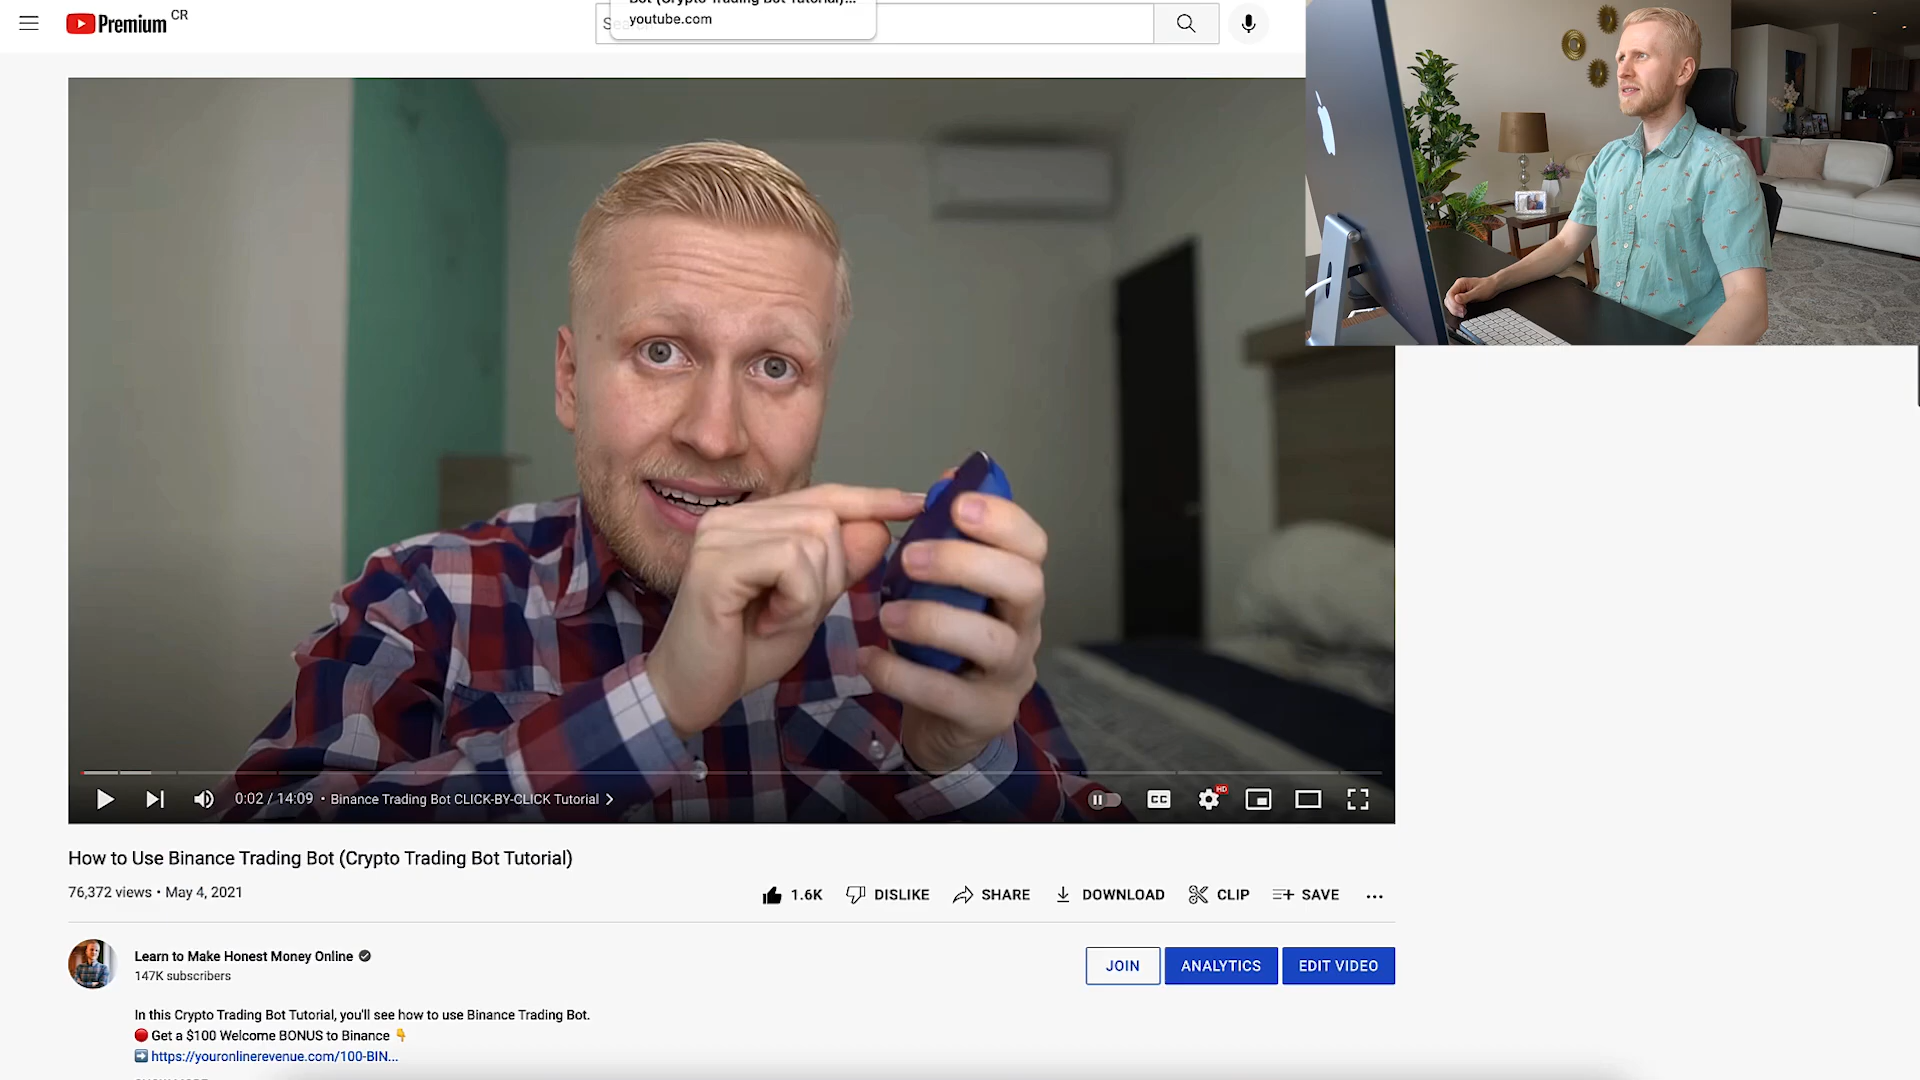 Premium CR
youtube.com
0:02 / 14:09 • Binance Trading Bot CLICK-BY-CLICK Tutorial
CC
HD
How to Use Binance Trading Bot (Crypto Trading Bot Tutorial)
76,372 views • May 4, 2021
1.6K DISLIKE SHARE DOWNLOAD CLIP SAVE
Learn to Make Honest Money Online
147K subscribers
JOIN ANALYTICS EDIT VIDEO
In this Crypto Trading Bot Tutorial, you'll see how to use Binance Trading Bot.
Get a $100 Welcome BONUS to Binance
https://youronlinerevenue.com/100-BIN...